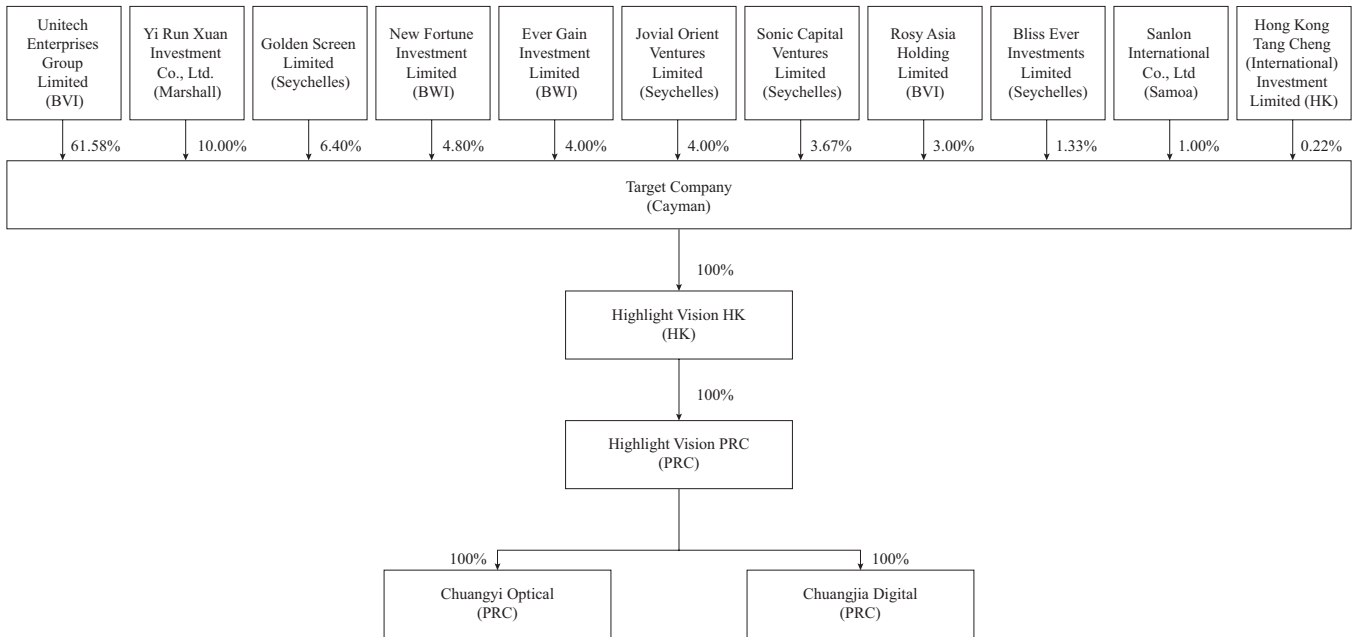 Unitech
Enterprises
Group
Limited
(BVI)
Yi Run Xuan
Investment
Co., Ltd.
(Marshall)
Golden Screen
Limited
(Seychelles)
New Fortune
Investment
Limited
(BWI)
Ever Gain
Investment
Limited
(BWI)
Jovial Orient
Ventures
Limited
(Seychelles)
Sonic Capital
Ventures
Limited
(Seychelles)
Rosy Asia
Holding
Limited
(BVI)
Bliss Ever
Investments
Limited
(Seychelles)
Sanlon
International
Co., Ltd
(Samoa)
Hong Kong
Tang Cheng
(International)
Investment
Limited (HK)
61.58%
10.00%
6.40%
4.80%
4.00%
4.00%
3.67%
3.00%
1.33%
1.00%
0.22%
Target Company
(Cayman)
100%
Highlight Vision HK
(HK)
100%
Highlight Vision PRC
(PRC)
100%
100%
Chuangyi Optical
(PRC)
Chuangjia Digital
(PRC)